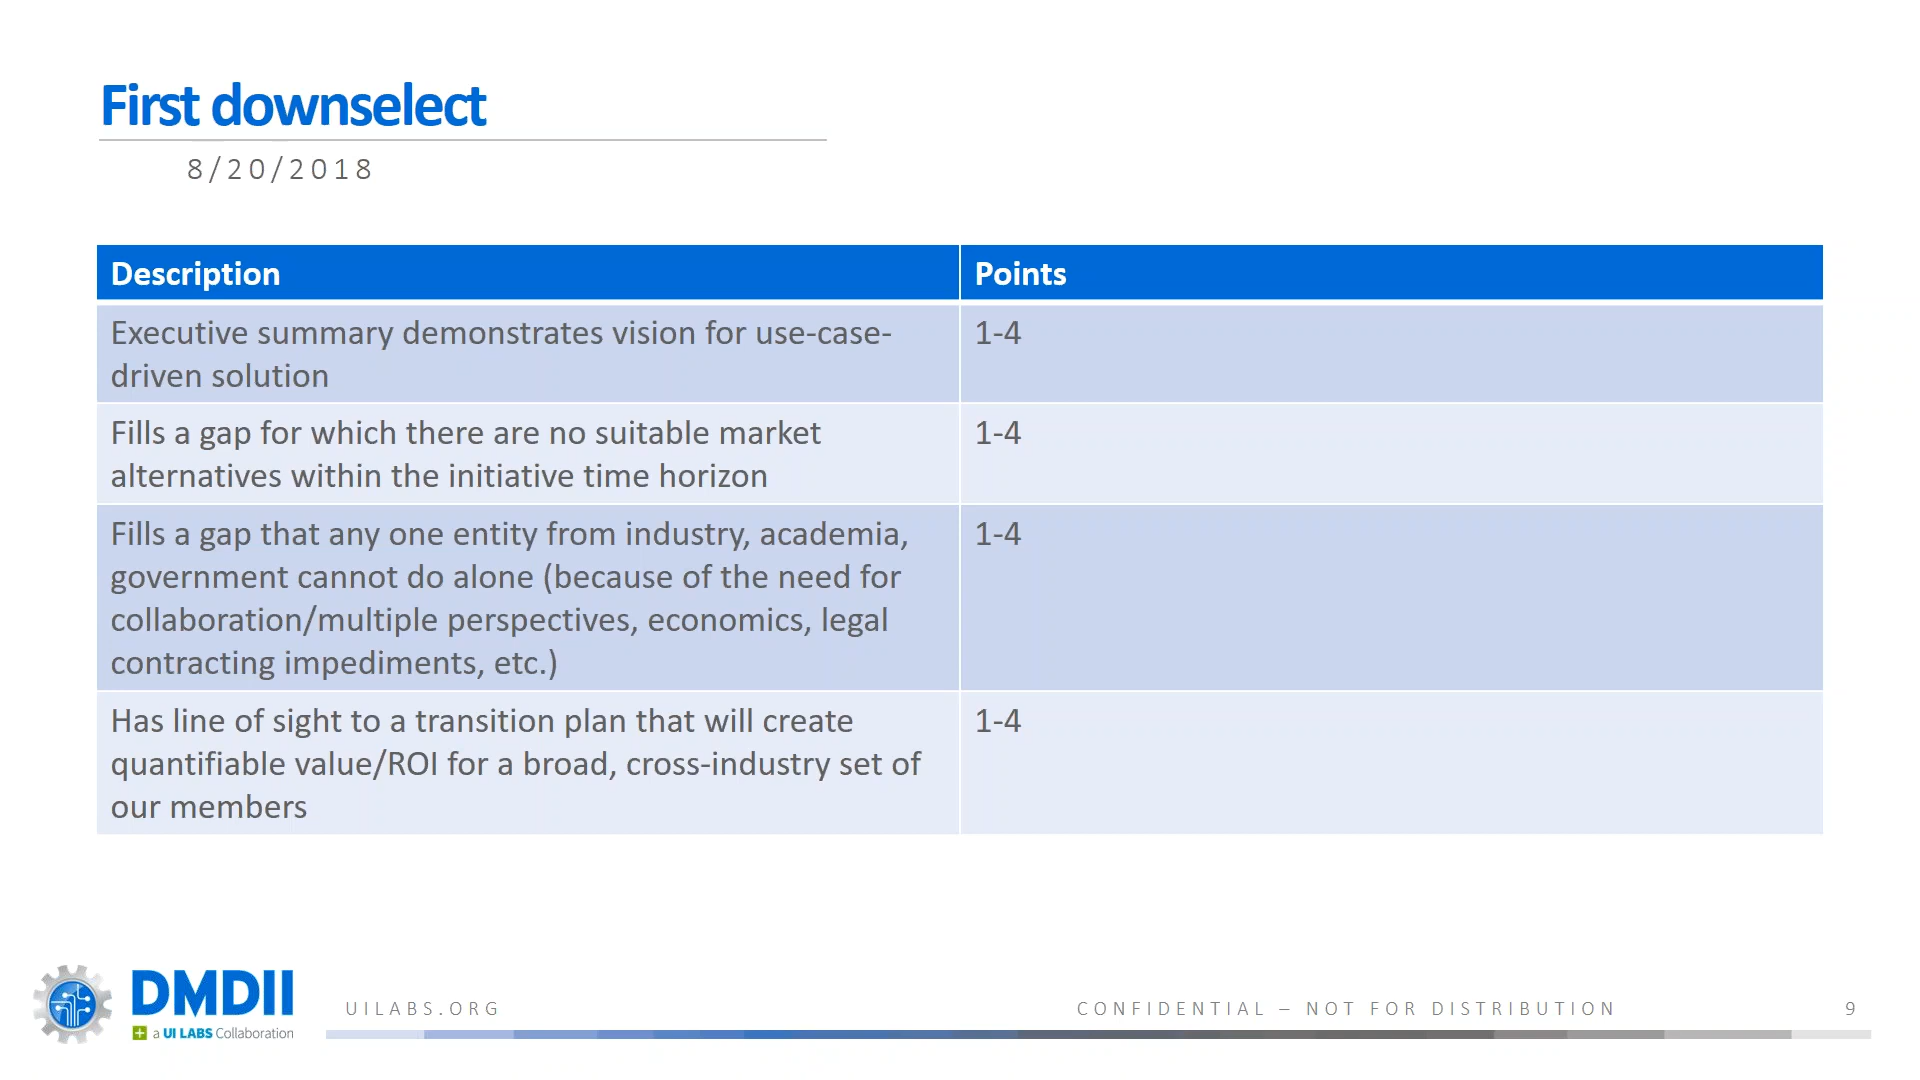 First downselect
8/20/2018
Description
Points
Executive summary demonstrates vision for use-case-
driven solution
1-4
Fills a gap for which there are no suitable market
alternatives within the initiative time horizon
1-4
Fills a gap that any one entity from industry, academia,
government cannot do alone (because of the need for
collaboration/multiple perspectives, economics, legal
contracting impediments, etc.)
1-4
Has line of sight to a transition plan that will create
quantifiable value/ROI for a broad, cross-industry set of
our members
1-4
DMDII
a UI LABS Collaboration
UILABS.ORG
CONFIDENTIAL – NOT FOR DISTRIBUTION
9